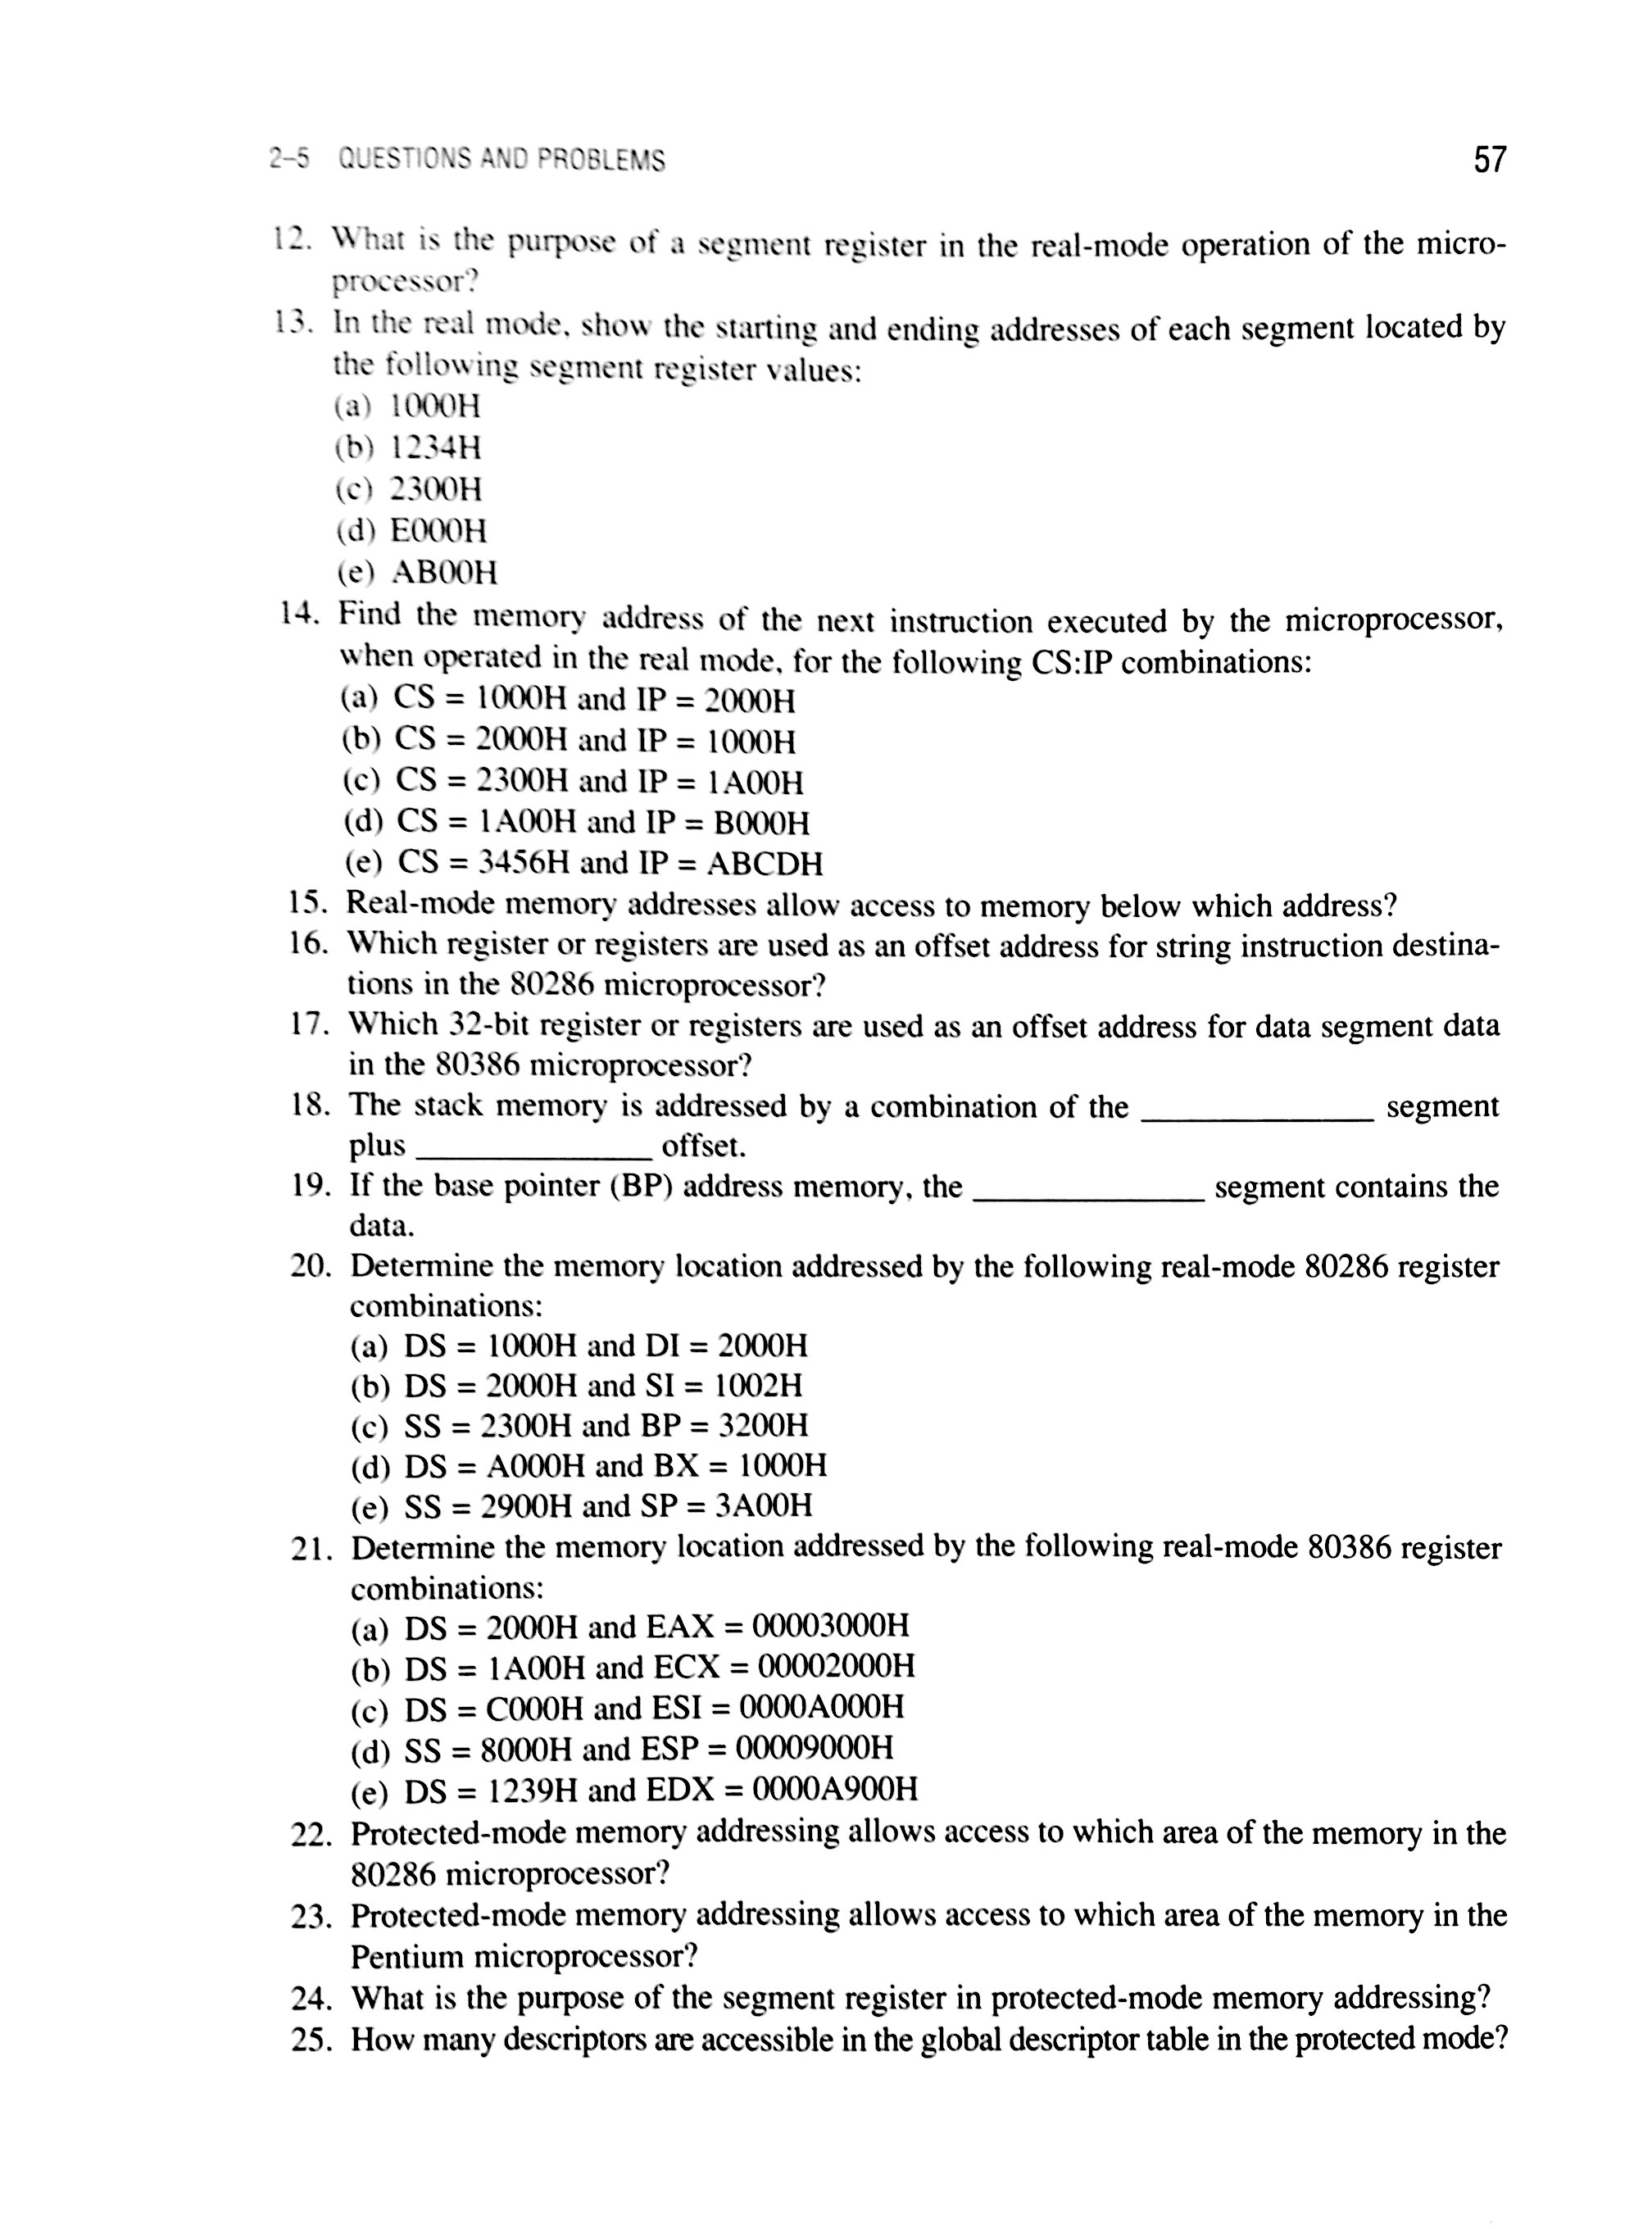 2–5 QUESTIONS AND PROBLEMS 57
12. What is the purpose of a segment register in the real-mode operation of the micro-
processor?
13. In the real mode, show the starting and ending addresses of each segment located by
the following segment register values:
(a) 1000H
(b) 1234H
(c) 2300H
(d) E000H
(e) AB00H
14. Find the memory address of the next instruction executed by the microprocessor,
when operated in the real mode, for the following CS:IP combinations:
(a) CS = 1000H and IP = 2000H
(b) CS = 2000H and IP = 1000H
(c) CS = 2300H and IP = 1A00H
(d) CS = 1A00H and IP = B000H
(e) CS = 3456H and IP = ABCDH
15. Real-mode memory addresses allow access to memory below which address?
16. Which register or registers are used as an offset address for string instruction destina-
tions in the 80286 microprocessor?
17. Which 32-bit register or registers are used as an offset address for data segment data
in the 80386 microprocessor?
18. The stack memory is addressed by a combination of the ______________ segment
plus ______________ offset.
19. If the base pointer (BP) address memory, the ______________ segment contains the
data.
20. Determine the memory location addressed by the following real-mode 80286 register
combinations:
(a) DS = 1000H and DI = 2000H
(b) DS = 2000H and SI = 1002H
(c) SS = 2300H and BP = 3200H
(d) DS = A000H and BX = 1000H
(e) SS = 2900H and SP = 3A00H
21. Determine the memory location addressed by the following real-mode 80386 register
combinations:
(a) DS = 2000H and EAX = 00003000H
(b) DS = 1A00H and ECX = 00002000H
(c) DS = C000H and ESI = 0000A000H
(d) SS = 8000H and ESP = 00009000H
(e) DS = 1239H and EDX = 0000A900H
22. Protected-mode memory addressing allows access to which area of the memory in the
80286 microprocessor?
23. Protected-mode memory addressing allows access to which area of the memory in the
Pentium microprocessor?
24. What is the purpose of the segment register in protected-mode memory addressing?
25. How many descriptors are accessible in the global descriptor table in the protected mode?